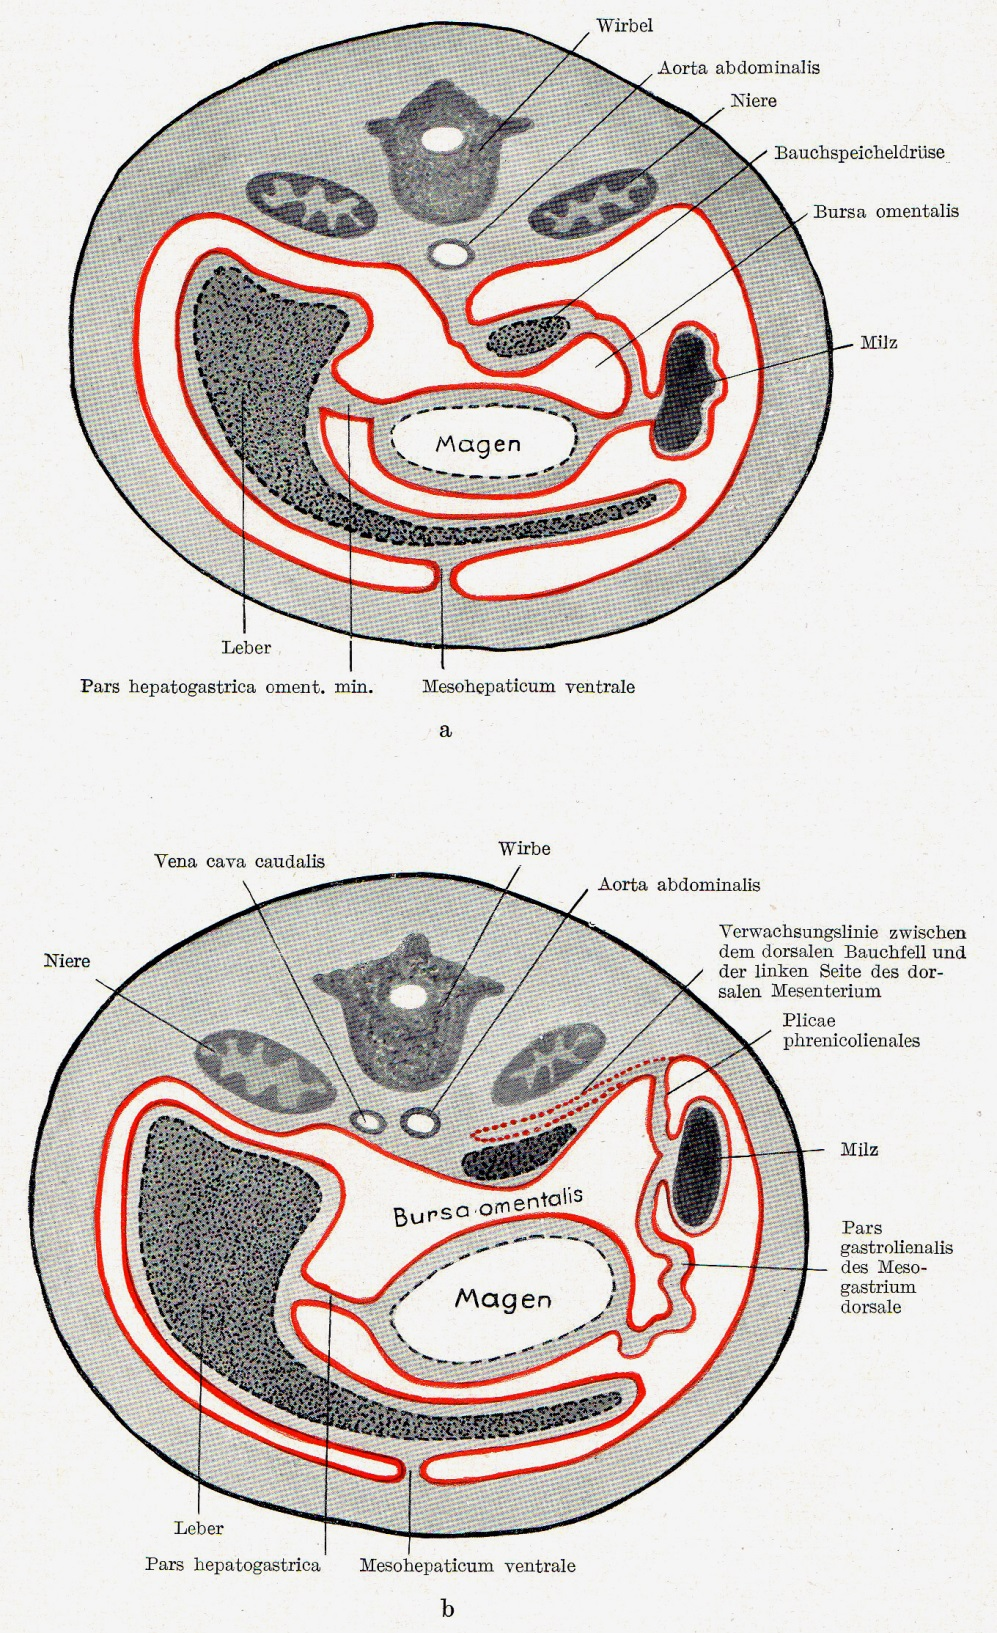 Wirbel
Aorta abdominalis
Niere
Bauchspeicheldrüse
Bursa omentalis
Milz
Magen
Leber
Pars hepatogastrica oment. min.
Mesohepaticum ventrale
a
Vena cava caudalis
Wirbe
Aorta abdominalis
Niere
Verwachsungslinie zwischen
dem dorsalen Bauchfell und
der linken Seite des dor-
salen Mesenterium
Plicae
phrenicolienales
Milz
Bursa omentalis
Pars
gastrolienalis
des Meso-
gastrium
dorsale
Magen
Leber
Pars hepatogastrica
Mesohepaticum ventrale
b